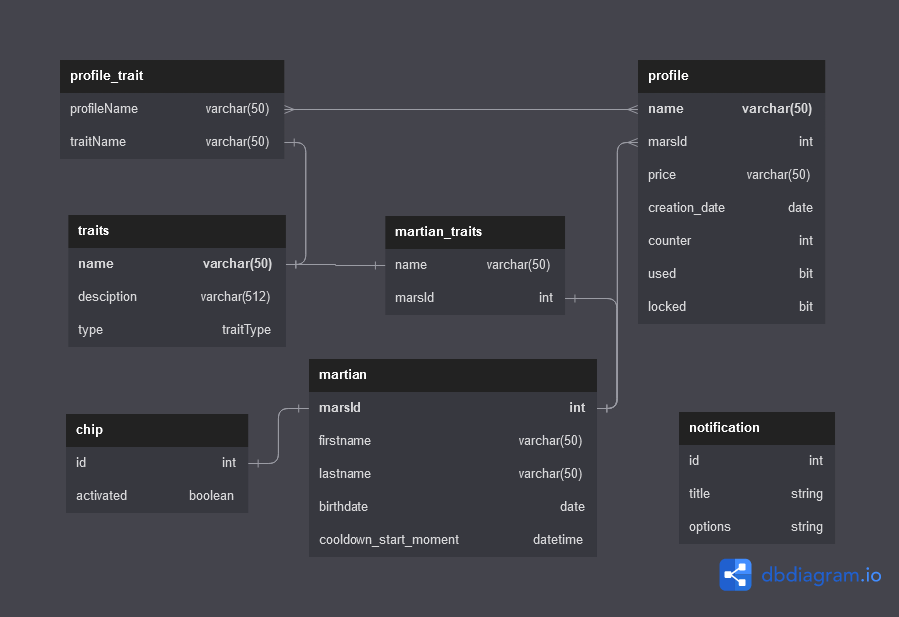 profile_trait
profileName varchar(50)
traitName varchar(50)
profile
name varchar(50)
marsId int
price varchar(50)
creation_date date
counter int
used bit
locked bit
traits
name varchar(50)
desciption varchar(512)
type traitType
martian_traits
name varchar(50)
marsId int
martian
marsId int
firstname varchar(50)
lastname varchar(50)
birthdate date
cooldown_start_moment datetime
chip
id int
activated boolean
notification
id int
title string
options string
dbdiagram.io